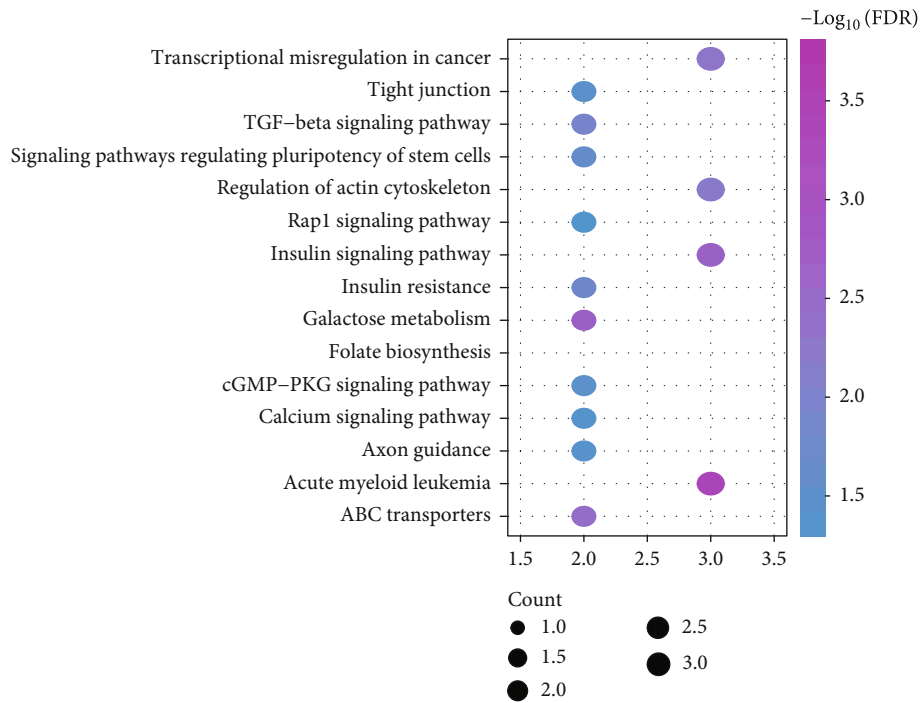 −Log10 (FDR)
Transcriptional misregulation in cancer
Tight junction
TGF−beta signaling pathway
Signaling pathways regulating pluripotency of stem cells
Regulation of actin cytoskeleton
Rap1 signaling pathway
Insulin signaling pathway
Insulin resistance
Galactose metabolism
Folate biosynthesis
cGMP−PKG signaling pathway
Calcium signaling pathway
Axon guidance
Acute myeloid leukemia
ABC transporters
3.5
3.0
2.5
2.0
1.5
1.5 2.0 2.5 3.0 3.5
Count
1.0 2.5
1.5 3.0
2.0